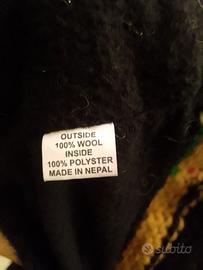 OUTSIDE
100% WOOL
INSIDE
100% POLYSTER
MADE IN NEPAL
subito